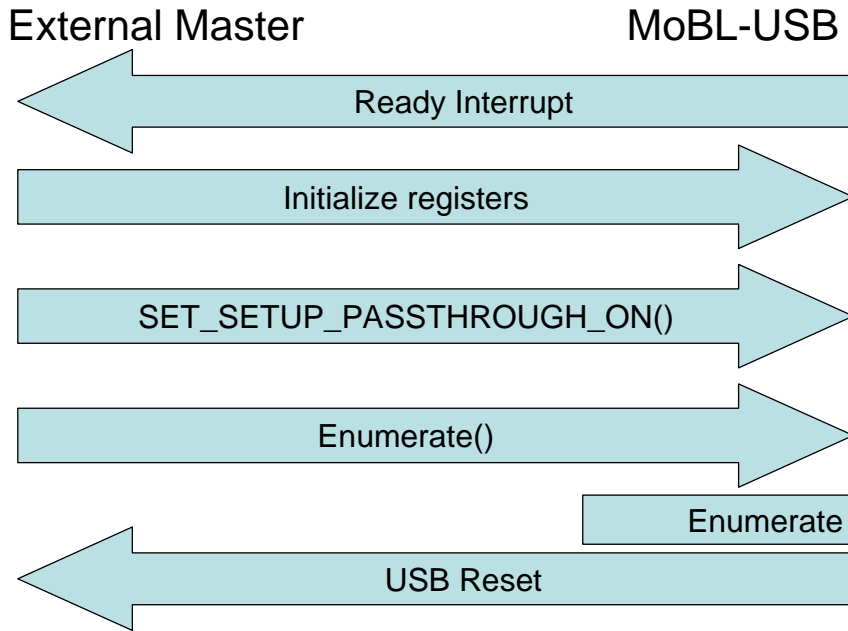 External Master
MoBL-USB
Ready Interrupt
Initialize registers
SET_SETUP_PASSTHROUGH_ON()
Enumerate()
Enumerate
USB Reset